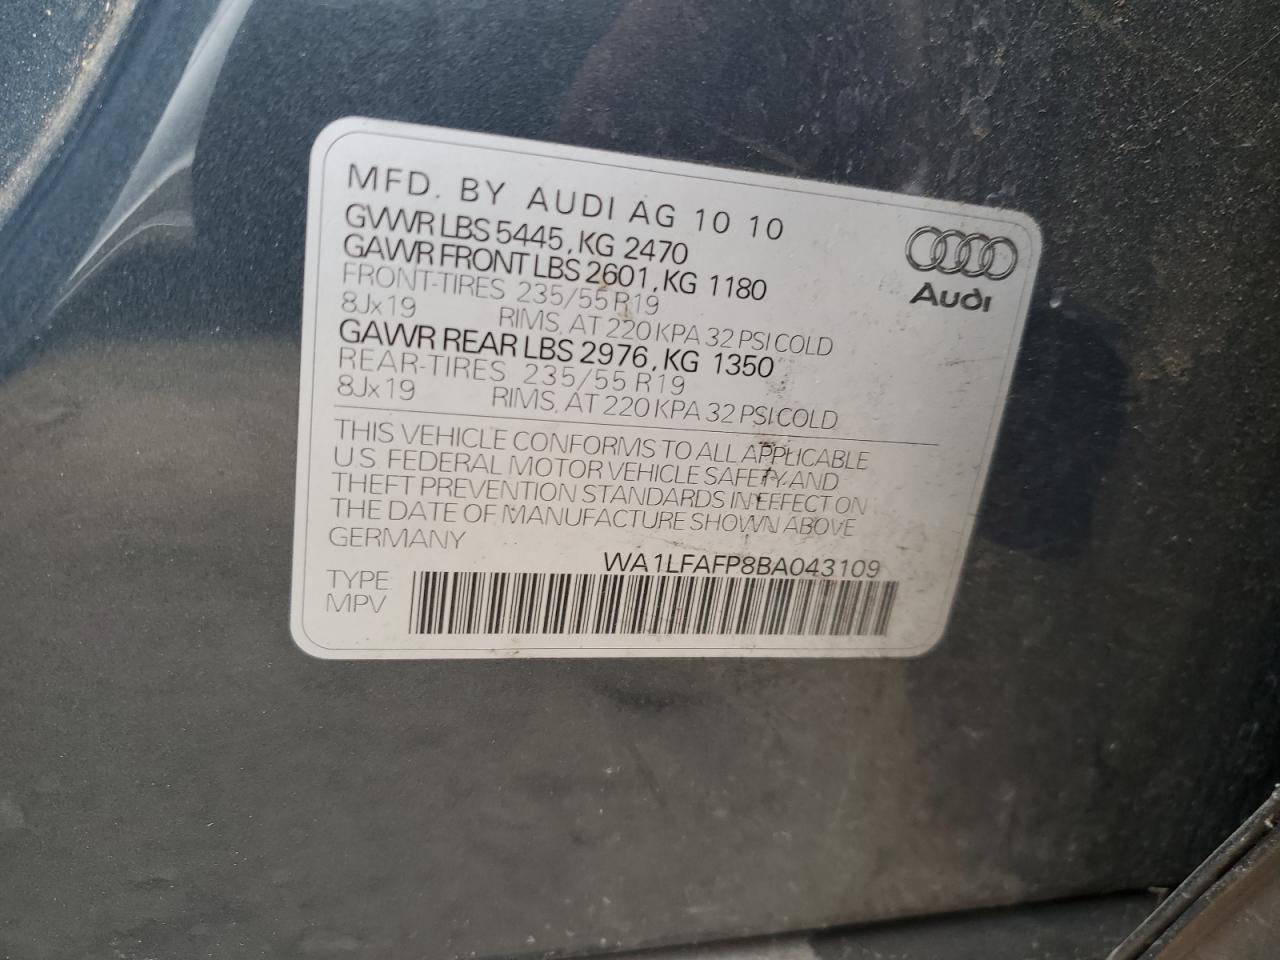 MFD. BY AUDI AG 10 10
GVWR LBS 5445, KG 2470
GAWR FRONT LBS 2601, KG 1180
FRONT-TIRES 235/55 R19
8Jx19 RIMS, AT 220 KPA 32 PSI COLD
GAWR REAR LBS 2976, KG 1350
REAR-TIRES 235/55 R19
8Jx19 RIMS, AT 220 KPA 32 PSI COLD
Audi
THIS VEHICLE CONFORMS TO ALL APPLICABLE
U.S. FEDERAL MOTOR VEHICLE SAFETY AND
THEFT PREVENTION STANDARDS IN EFFECT ON
THE DATE OF MANUFACTURE SHOWN ABOVE
GERMANY
WA1LFAFP8BA043109
TYPE
MPV